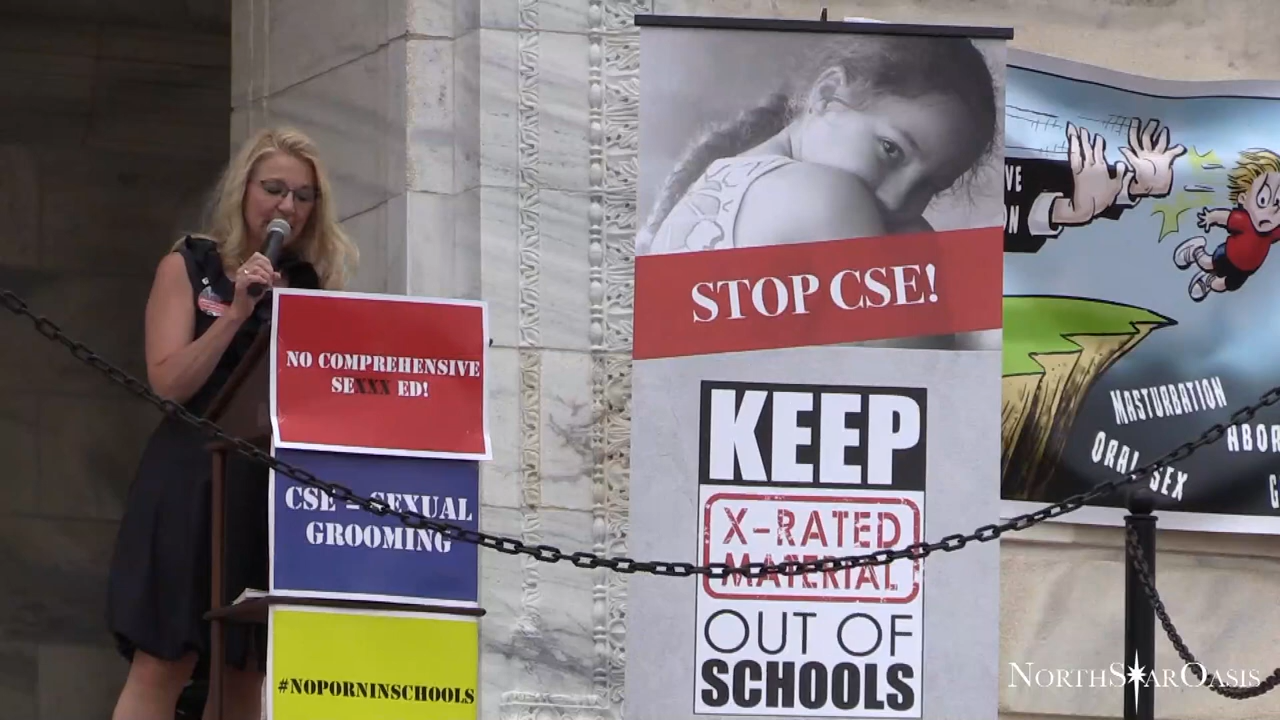 NO COMPREHENSIVE
SEXXX ED!
CSE = SEXUAL
GROOMING
#NOPORNINSCHOOLS
STOP CSE!
KEEP
X-RATED
MATERIAL
OUT OF
SCHOOLS
MASTURBATION
ORAL SEX
NORTHSTAROASIS